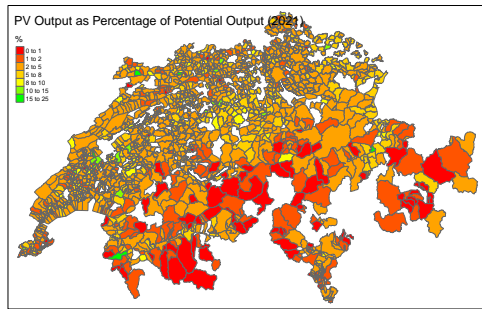 PV Output as Percentage of Potential Output (2021)
%
0 to 1
1 to 2
2 to 5
5 to 8
8 to 10
10 to 15
15 to 25